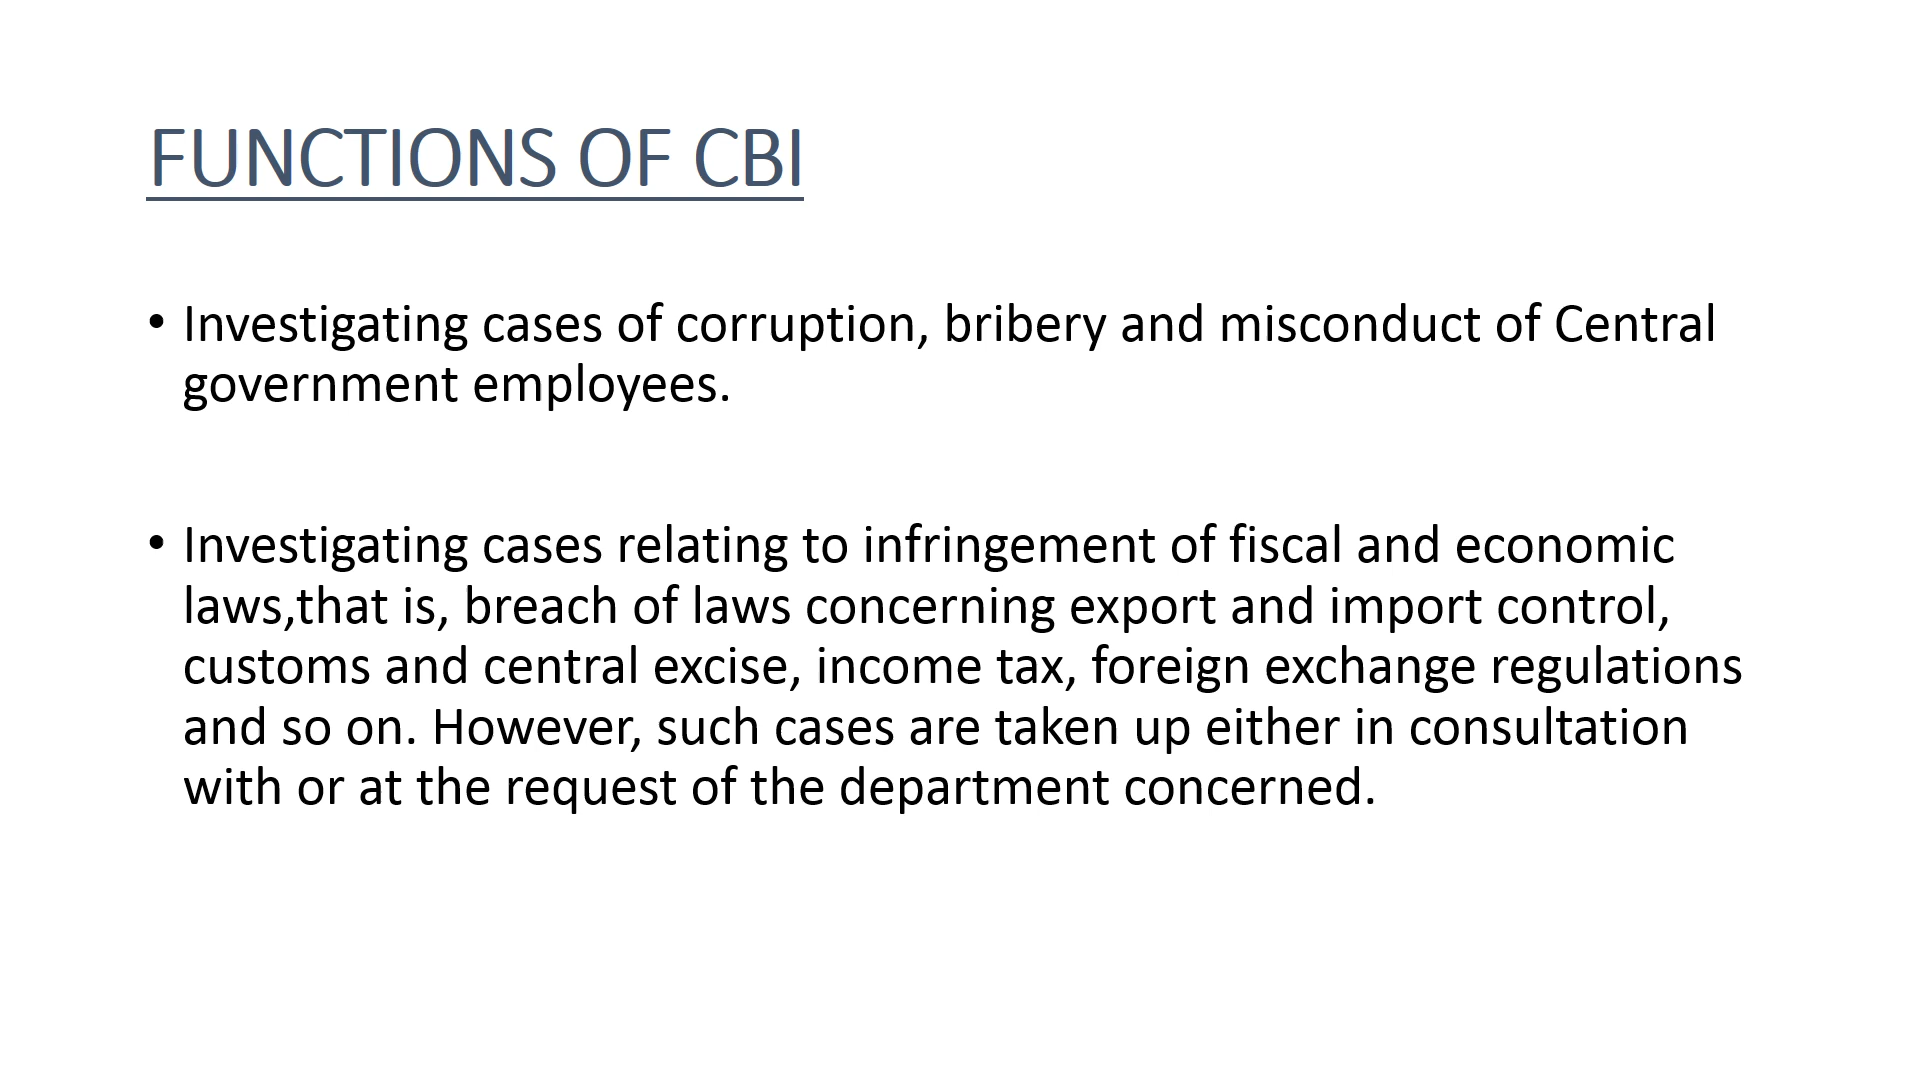 FUNCTIONS OF CBI
• Investigating cases of corruption, bribery and misconduct of Central
government employees.
• Investigating cases relating to infringement of fiscal and economic
laws,that is, breach of laws concerning export and import control,
customs and central excise, income tax, foreign exchange regulations
and so on. However, such cases are taken up either in consultation
with or at the request of the department concerned.